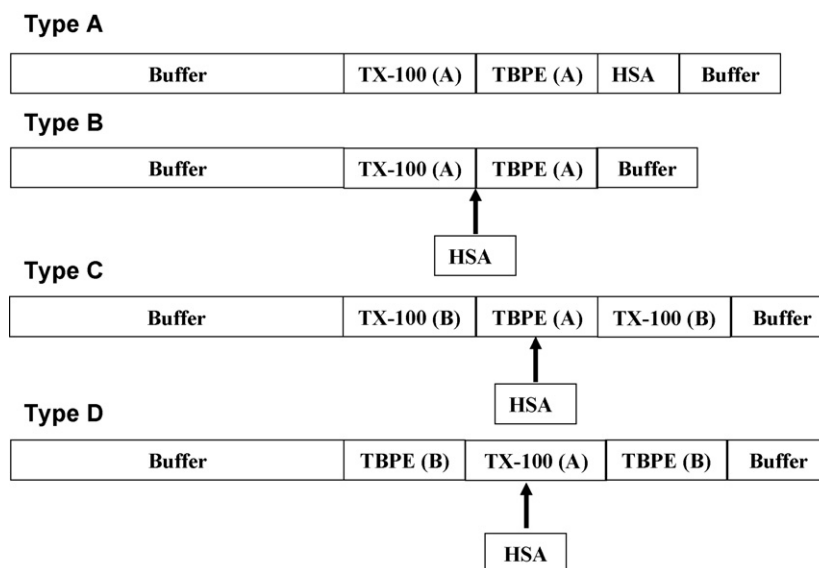 Type A
Buffer TX-100 (A) TBPE (A) HSA Buffer
Type B
Buffer TX-100 (A) TBPE (A) Buffer
HSA
Type C
Buffer TX-100 (B) TBPE (A) TX-100 (B) Buffer
HSA
Type D
Buffer TBPE (B) TX-100 (A) TBPE (B) Buffer
HSA